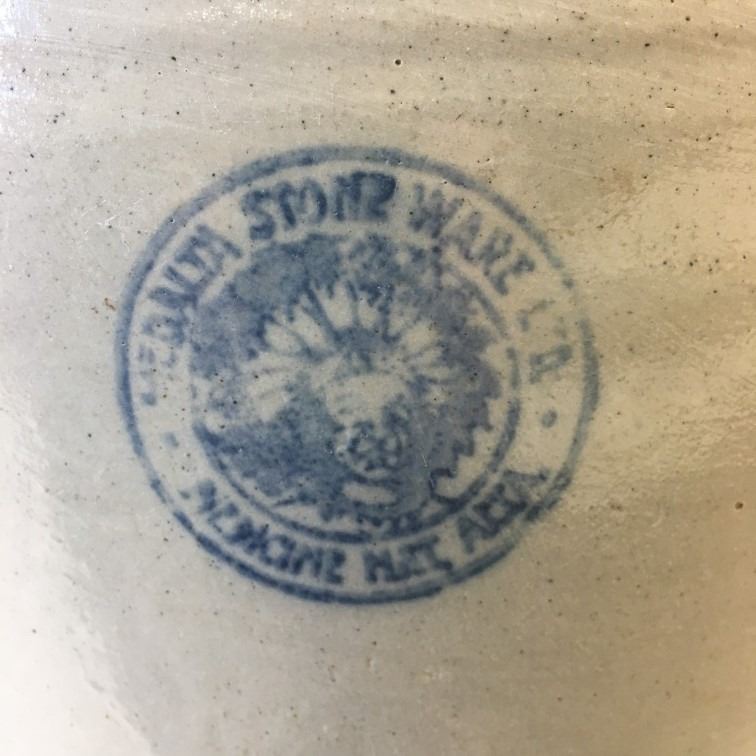 MEDALTA STONE WARE LTD.
MEDICINE HAT, ALTA.